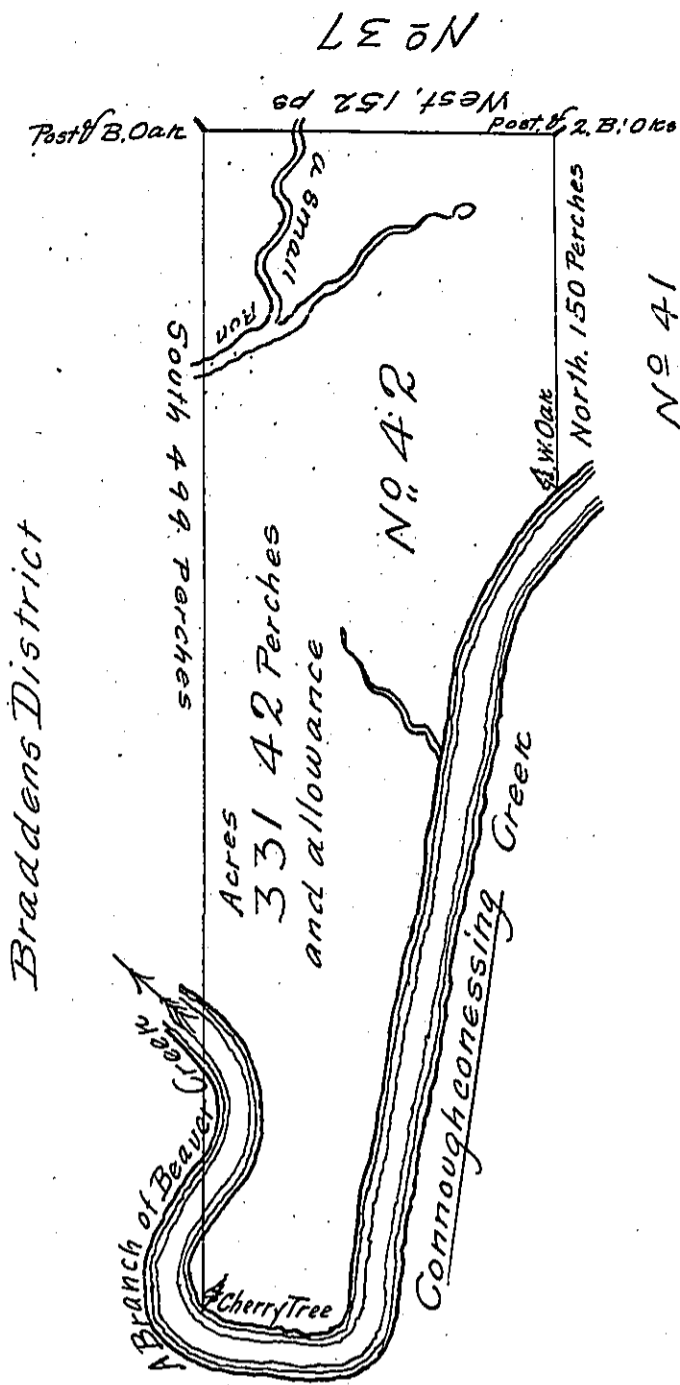 No 37
West, 152 ps
Post & B. Oak
Post, & 2. B. Oks
a small
Run
North. 150 Perches
No 41
South 499. Perches
No. 42
W. Oak
Braddens District
Acres
331 42 Perches
and allowance
Connoughconessing Creek
A Branch of Beaver Creek
Cherry Tree